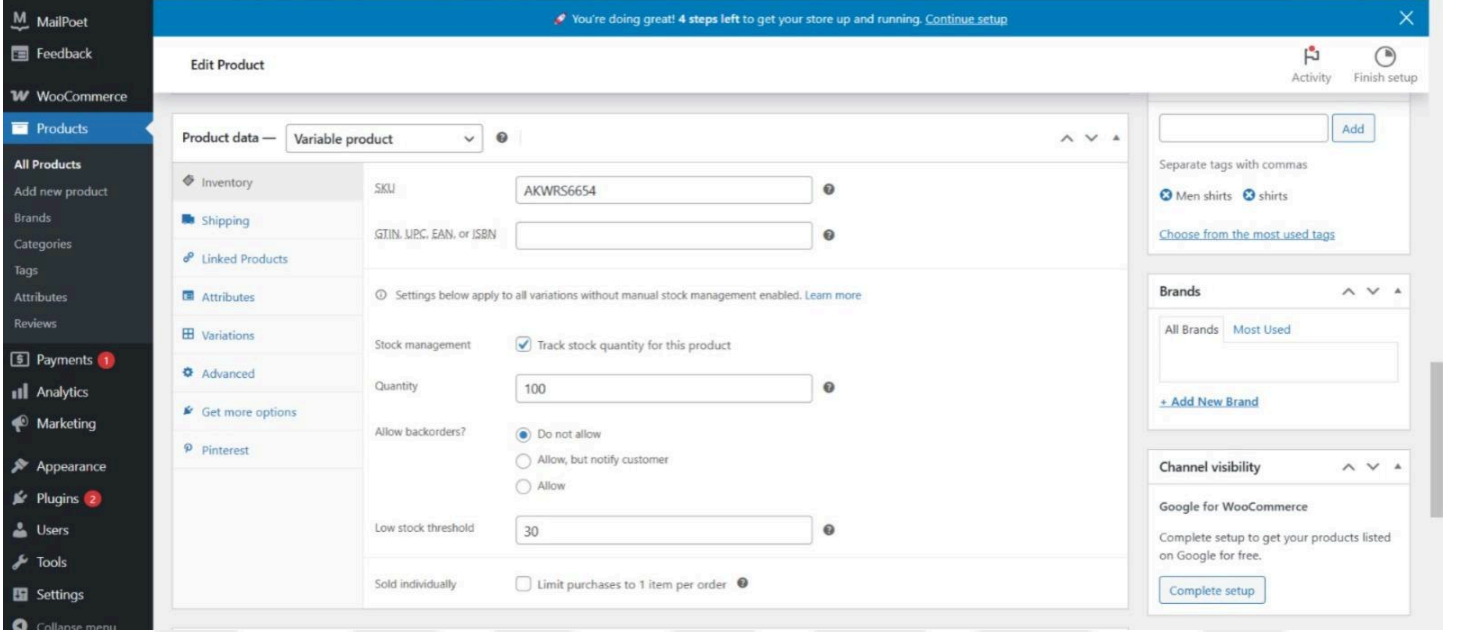 MailPoet
Feedback
WooCommerce
Products
All Products
Add new product
Brands
Categories
Tags
Attributes
Reviews
Payments 1
Analytics
Marketing
Appearance
Plugins 2
Users
Tools
Settings
Collapse menu
🚀 You're doing great! 4 steps left to get your store up and running. Continue setup
Edit Product
Activity
Finish setup
Product data — Variable product
Inventory
Shipping
Linked Products
Attributes
Variations
Advanced
Get more options
Pinterest
SKU AKWRS6654
GTIN, UPC, EAN, or ISBN
Settings below apply to all variations without manual stock management enabled. Learn more
Stock management Track stock quantity for this product
Quantity 100
Allow backorders? Do not allow
Allow, but notify customer
Allow
Low stock threshold 30
Sold individually Limit purchases to 1 item per order
Add
Separate tags with commas
Men shirts shirts
Choose from the most used tags
Brands
All Brands Most Used
+ Add New Brand
Channel visibility
Google for WooCommerce
Complete setup to get your products listed
on Google for free.
Complete setup